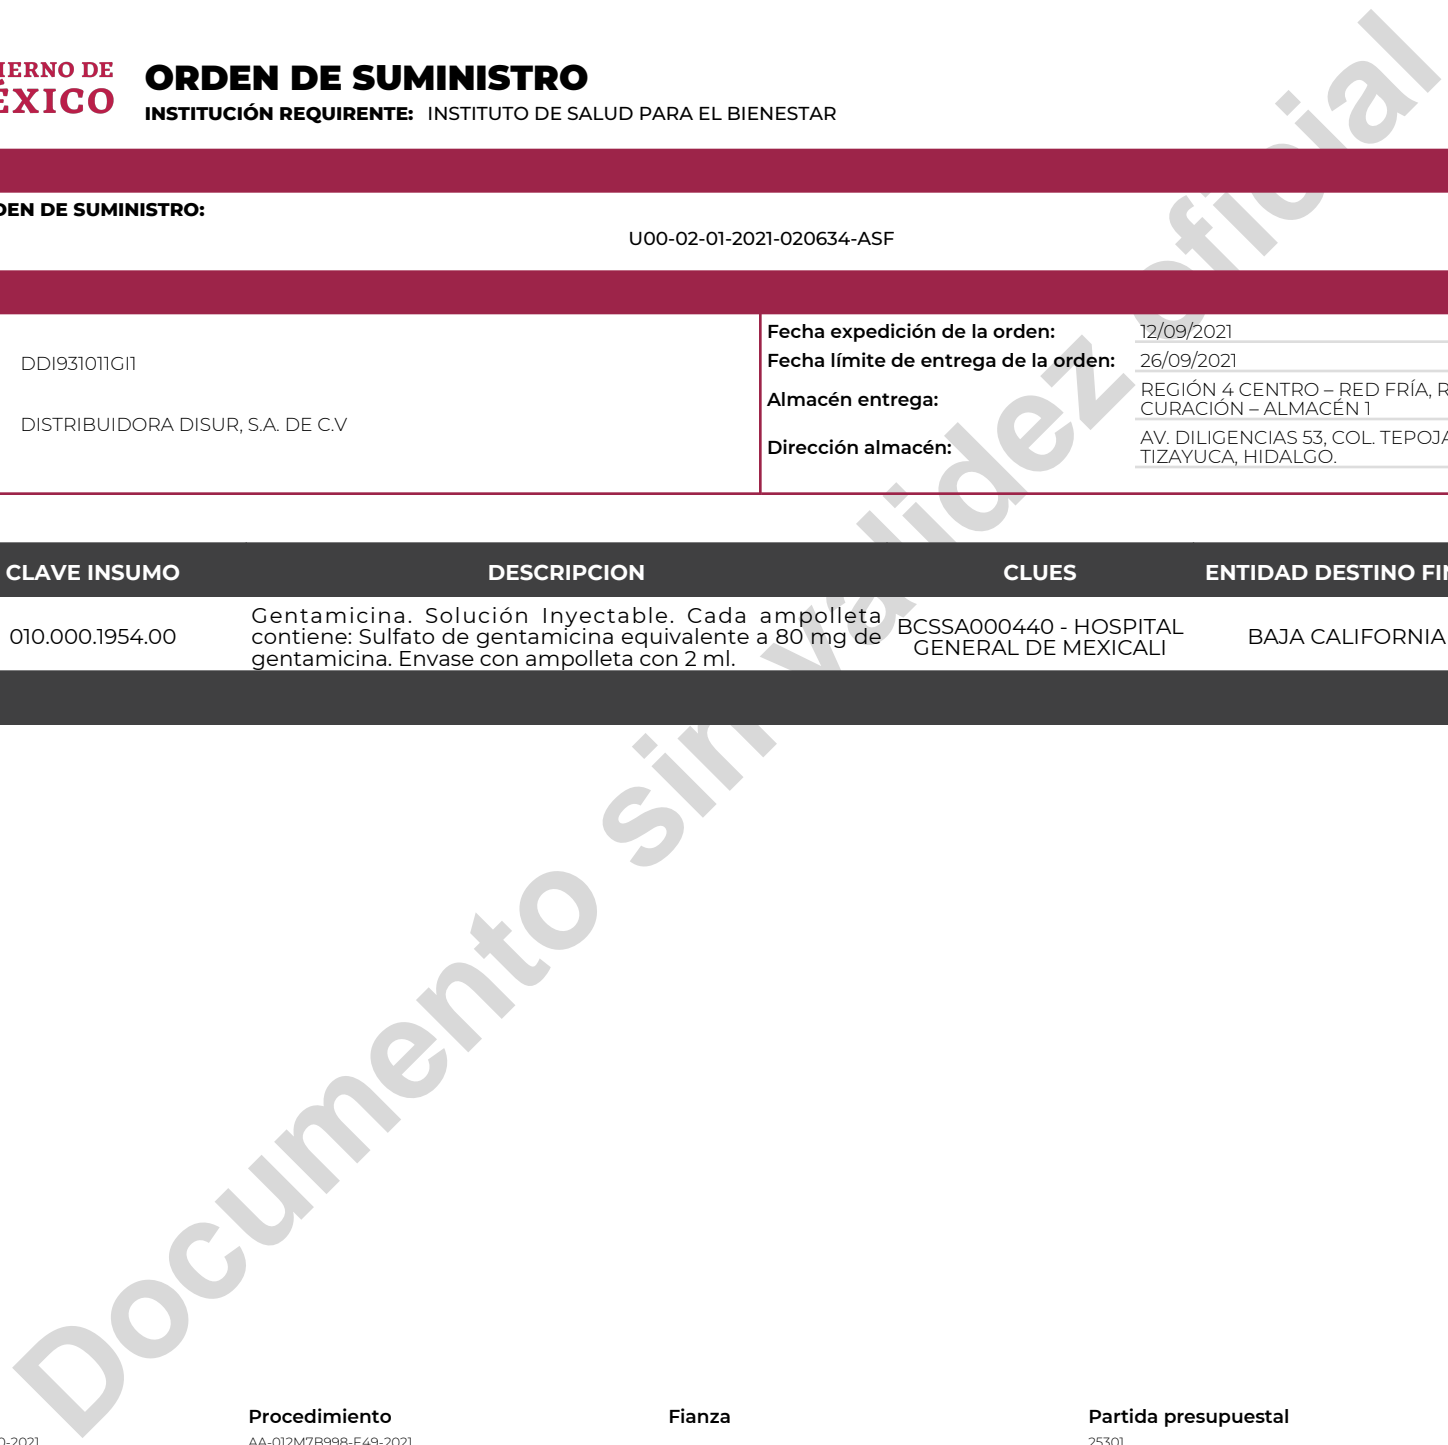 ORDEN DE SUMINISTRO
INSTITUCIÓN REQUIRENTE: INSTITUTO DE SALUD PARA EL BIENESTAR
DE
DE SUMINISTRO:
U00-02-01-2021-020634-ASF
DDI931011GI1
DISTRIBUIDORA DISUR, S.A. DE C.V
Fecha expedición de la orden: 12/09/2021
Fecha límite de entrega de la orden: 26/09/2021
Almacén entrega: REGIÓN 4 CENTRO – RED FRÍA,
CURACIÓN – ALMACÉN 1
Dirección almacén: AV. DILIGENCIAS 53, COL.
TIZAYUCA, HIDALGO.
CLAVE INSUMO DESCRIPCION CLUES ENTIDAD DESTINO
010.000.1954.00
Gentamicina. Solución Inyectable. Cada ampolleta
contiene: Sulfato de gentamicina equivalente a 80 mg de
gentamicina. Envase con ampolleta con 2 ml.
BCSSA000440 - HOSPITAL
GENERAL DE MEXICALI
BAJA CALIFORNIA
Documento sin validez oficial
Procedimiento Fianza Partida presupuestal
AA-012M7B998-E49-2021 25301